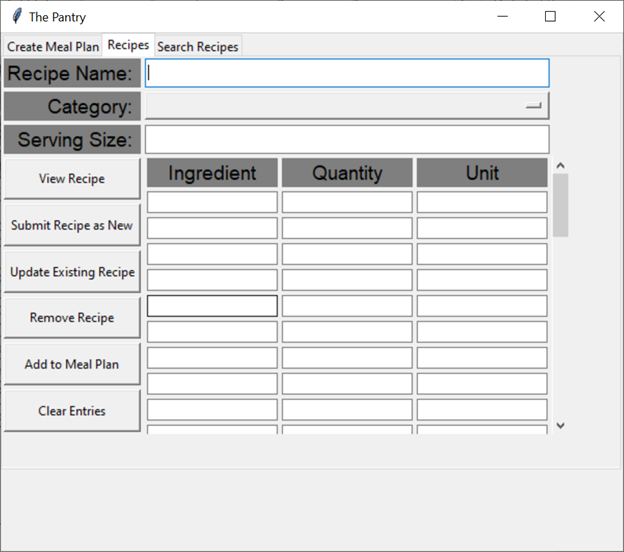 The Pantry
Create Meal Plan Recipes Search Recipes
Recipe Name:
Category:
Serving Size:
View Recipe
Ingredient Quantity Unit
Submit Recipe as New
Update Existing Recipe
Remove Recipe
Add to Meal Plan
Clear Entries